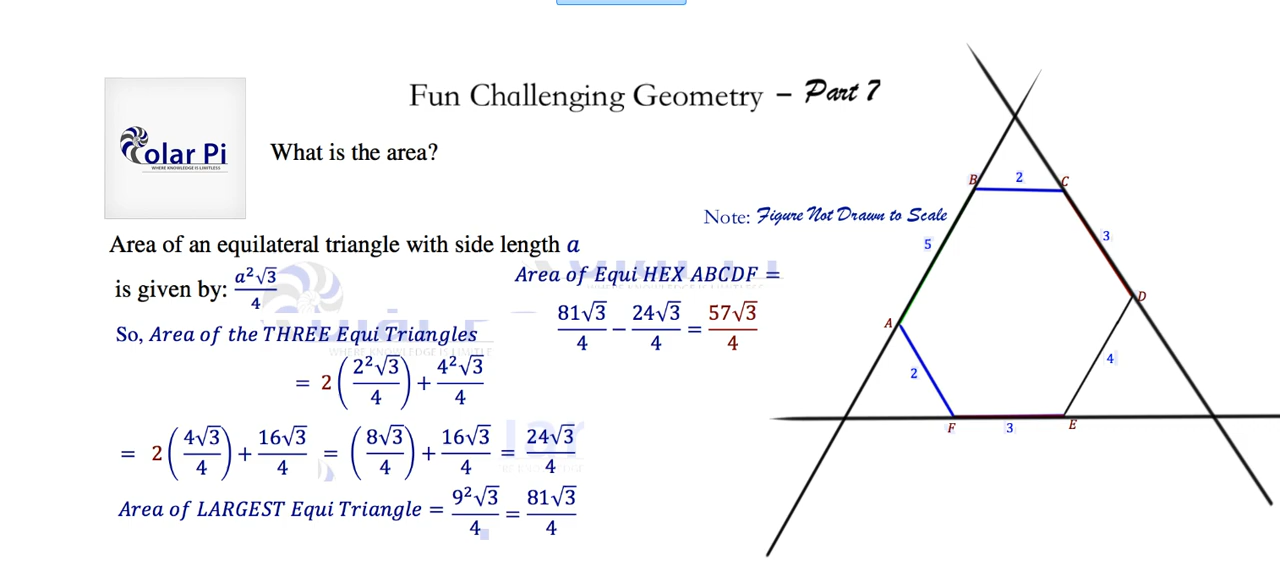 Fun Challenging Geometry – Part 7
olar Pi
WHERE KNOWLEDGE IS LIMITLESS
What is the area?
Note: Figure Not Drawn to Scale
Area of an equilateral triangle with side length a
is given by: a²√3/4
So, Area of the THREE Equi Triangles
= 2(2²√3/4) + 4²√3/4
= 2(4√3/4) + 16√3/4 = (8√3/4) + 16√3/4 = 24√3/4
Area of LARGEST Equi Triangle = 9²√3/4 = 81√3/4
Area of Equi HEX ABCDF =
81√3/4 − 24√3/4 = 57√3/4
B 2 C
5 3
A D
2 4
F 3 E